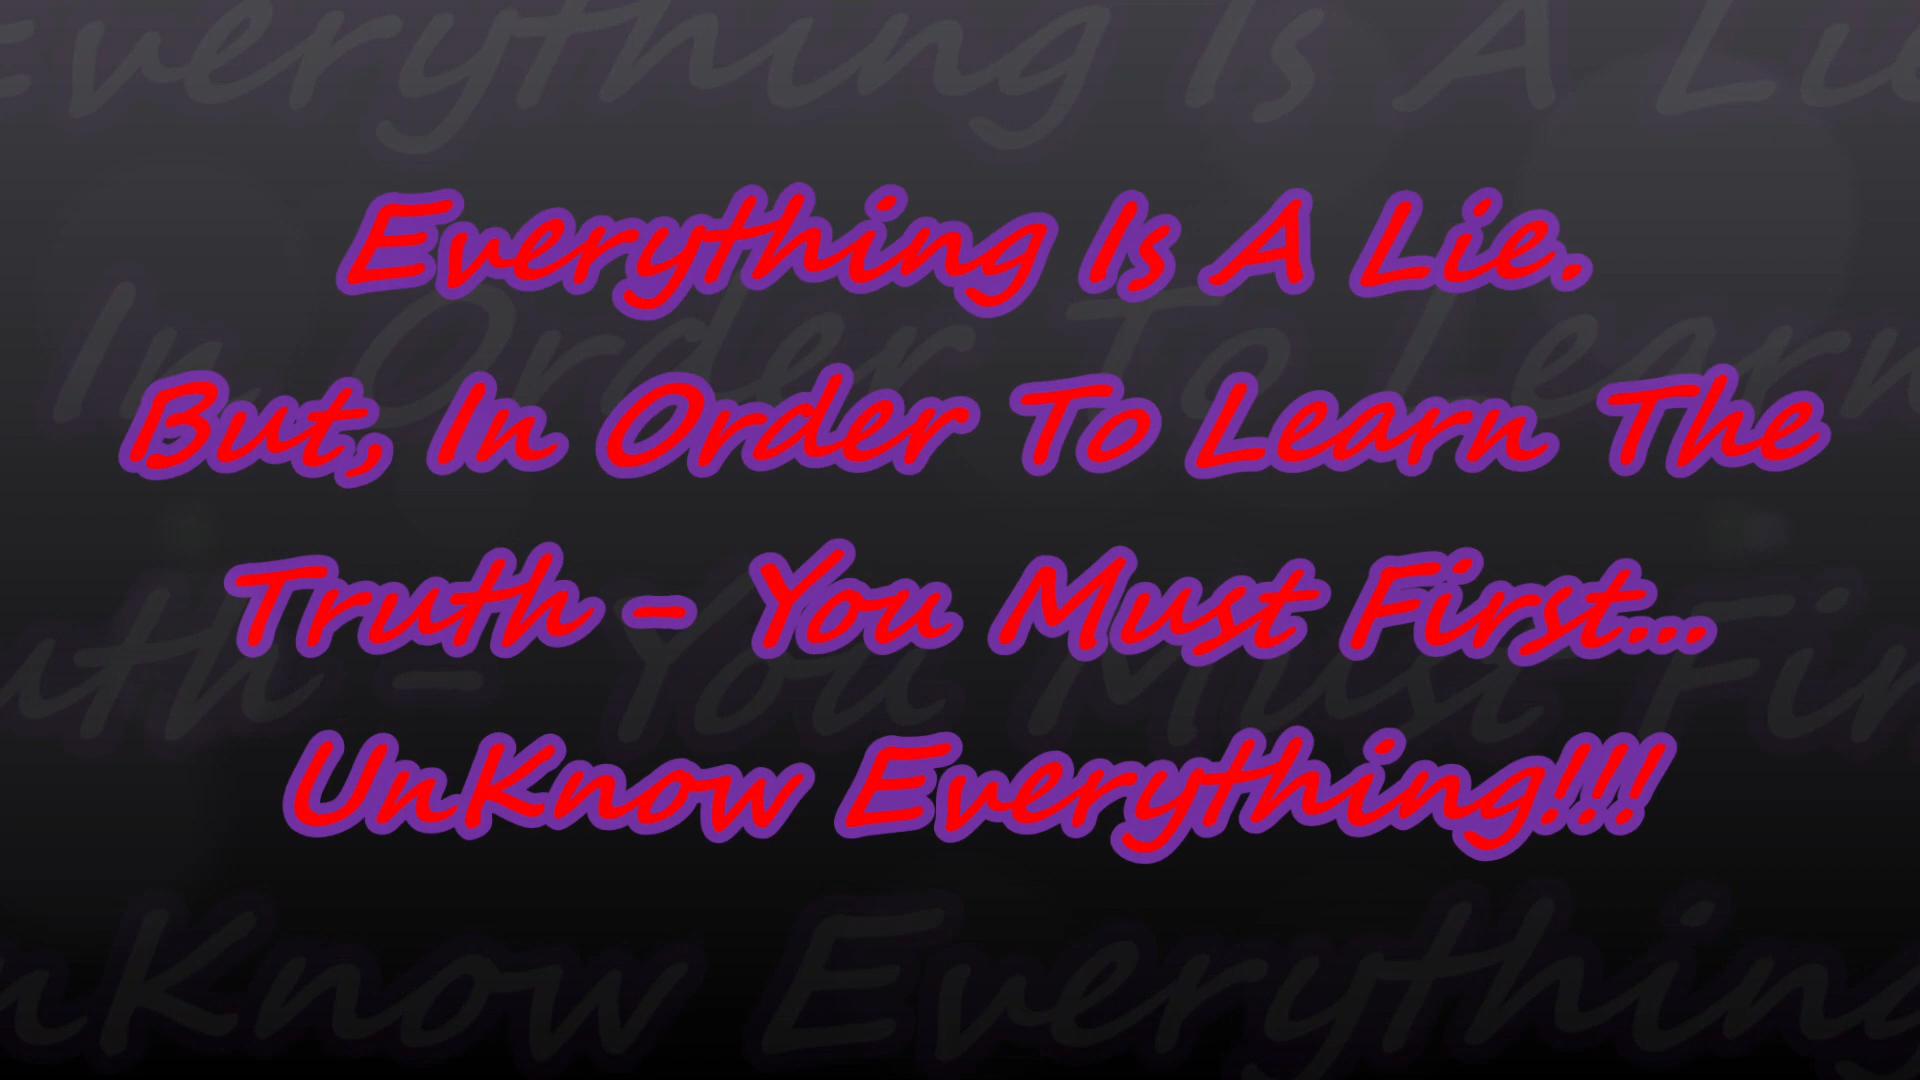 Everything Is A Lie.
But, In Order To Learn The
Truth - You Must First...
UnKnow Everything!!!